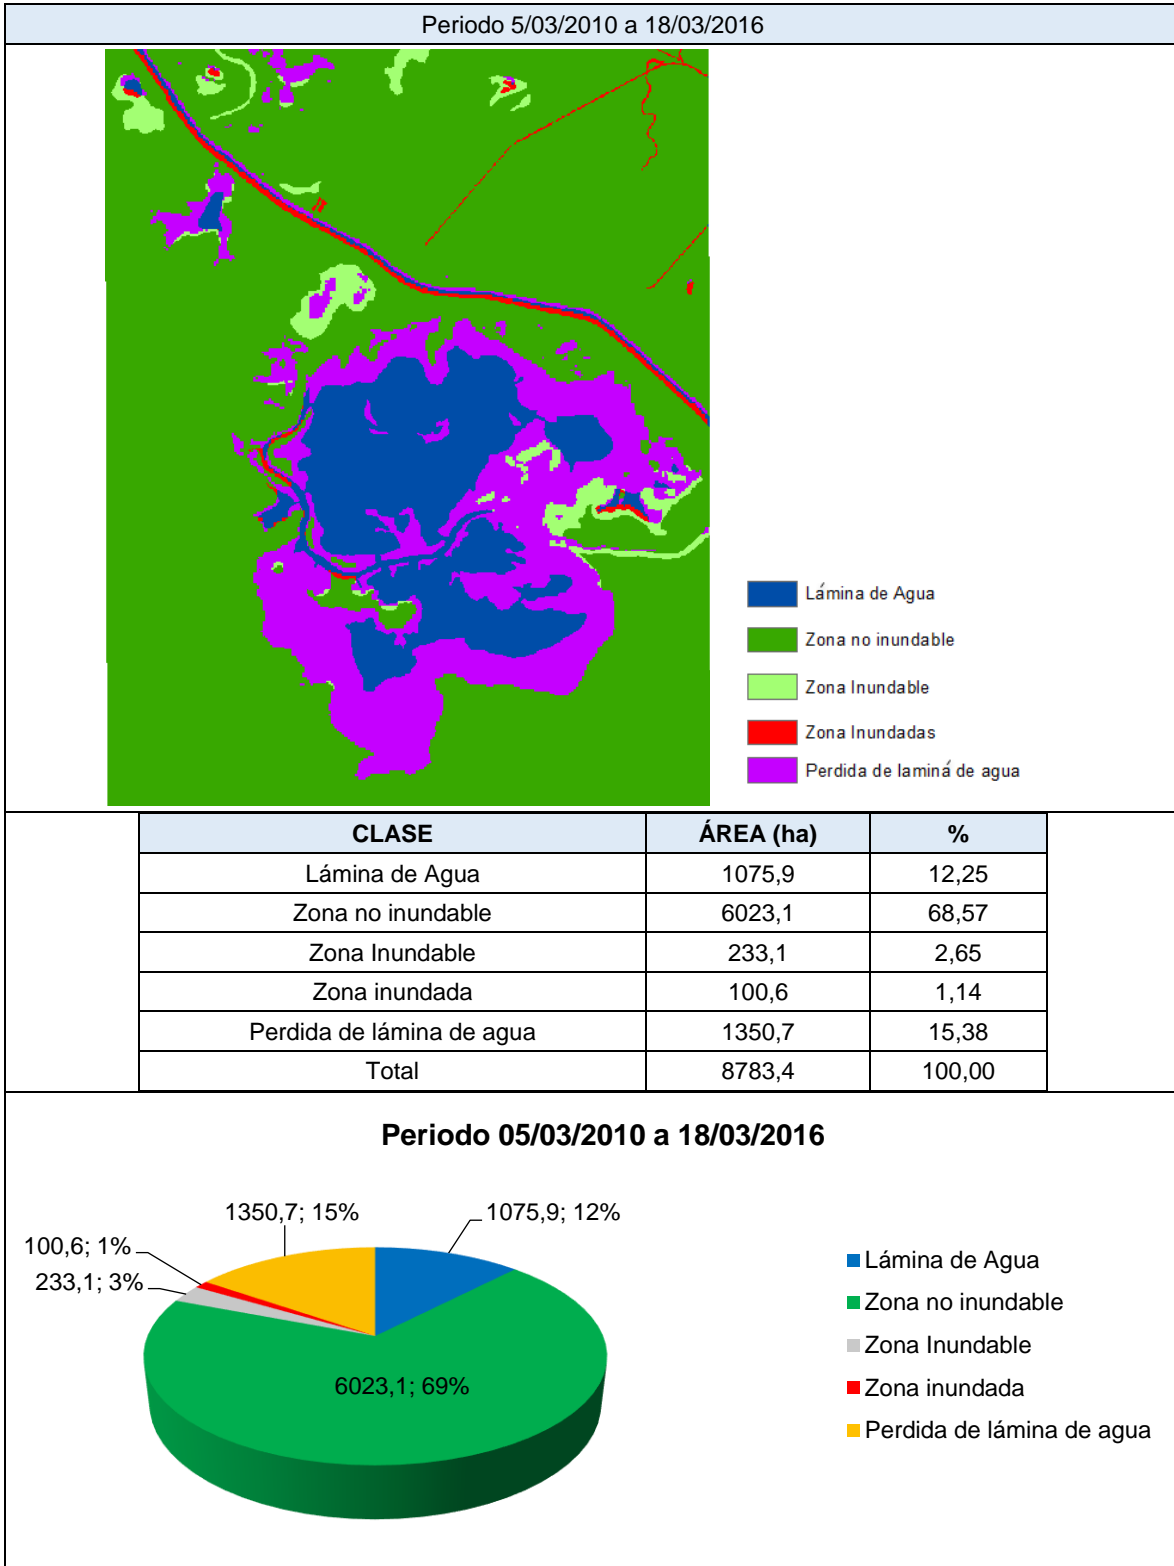 Periodo 5/03/2010 a 18/03/2016
Lámina de Agua
Zona no inundable
Zona Inundable
Zona Inundadas
Perdida de laminá de agua
CLASE ÁREA (ha) %
Lámina de Agua 1075,9 12,25
Zona no inundable 6023,1 68,57
Zona Inundable 233,1 2,65
Zona inundada 100,6 1,14
Perdida de lámina de agua 1350,7 15,38
Total 8783,4 100,00
Periodo 05/03/2010 a 18/03/2016
1350,7; 15%
1075,9; 12%
100,6; 1%
233,1; 3%
6023,1; 69%
Lámina de Agua
Zona no inundable
Zona Inundable
Zona inundada
Perdida de lámina de agua